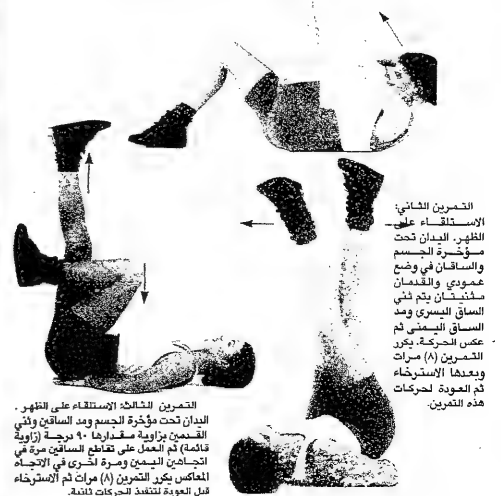 التمرين الثاني:
الاستلقاء على
الظهر. اليدان تحت
مؤخرة الجسم
والساقان في وضع
عمودي والقدمان
مثنيتان يتم ثني
الساق اليسرى ومد
الساق اليمنى ثم
عكس الحركة. يكرر
التمرين (٨) مرات
وبعدها الاسترخاء
ثم العودة لحركات
هذه التمرين.
التمرين الثالث: الاستلقاء على الظهر.
اليدان تحت مؤخرة الجسم ومد الساقين وثني
القدمين بزاوية مقدارها ٩٠ درجة (زاوية
قائمة) ثم العمل على تقاطع الساقين مرة في
اتجاهين اليمين ومرة اخرى في الاتجاه
المعاكس يكرر التمرين (٨) مرات ثم الاسترخاء
قبل العودة لتنفيذ الحركات ثانية.